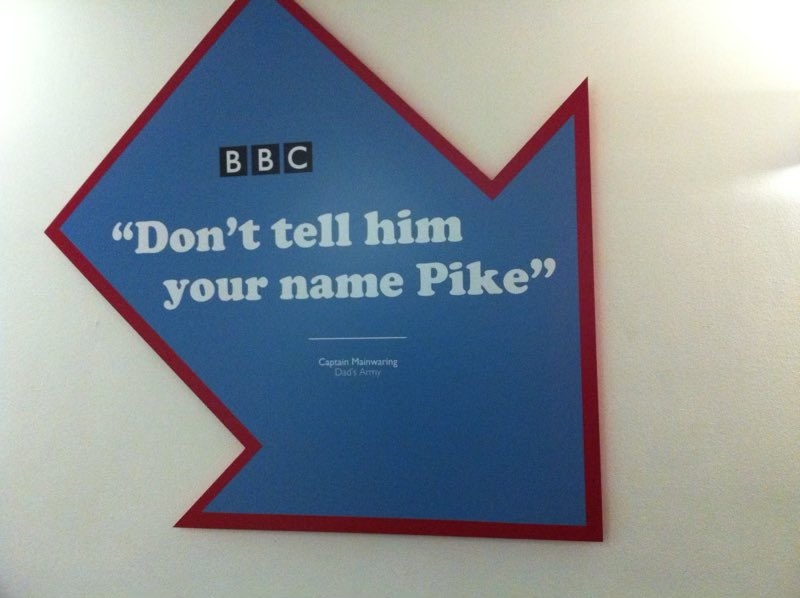 BBC
“Don’t tell him
your name Pike”
Captain Mainwaring
Dad's Army